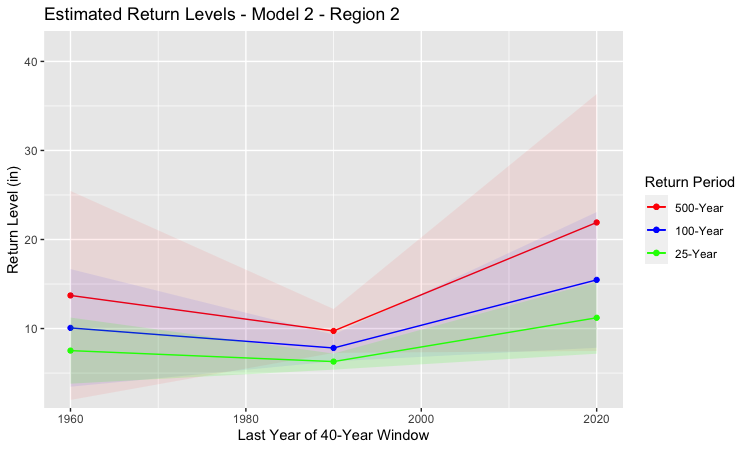 Estimated Return Levels - Model 2 - Region 2
Return Level (in)
40
30
20
10
1960
1980
2000
2020
Last Year of 40-Year Window
Return Period
500-Year
100-Year
25-Year